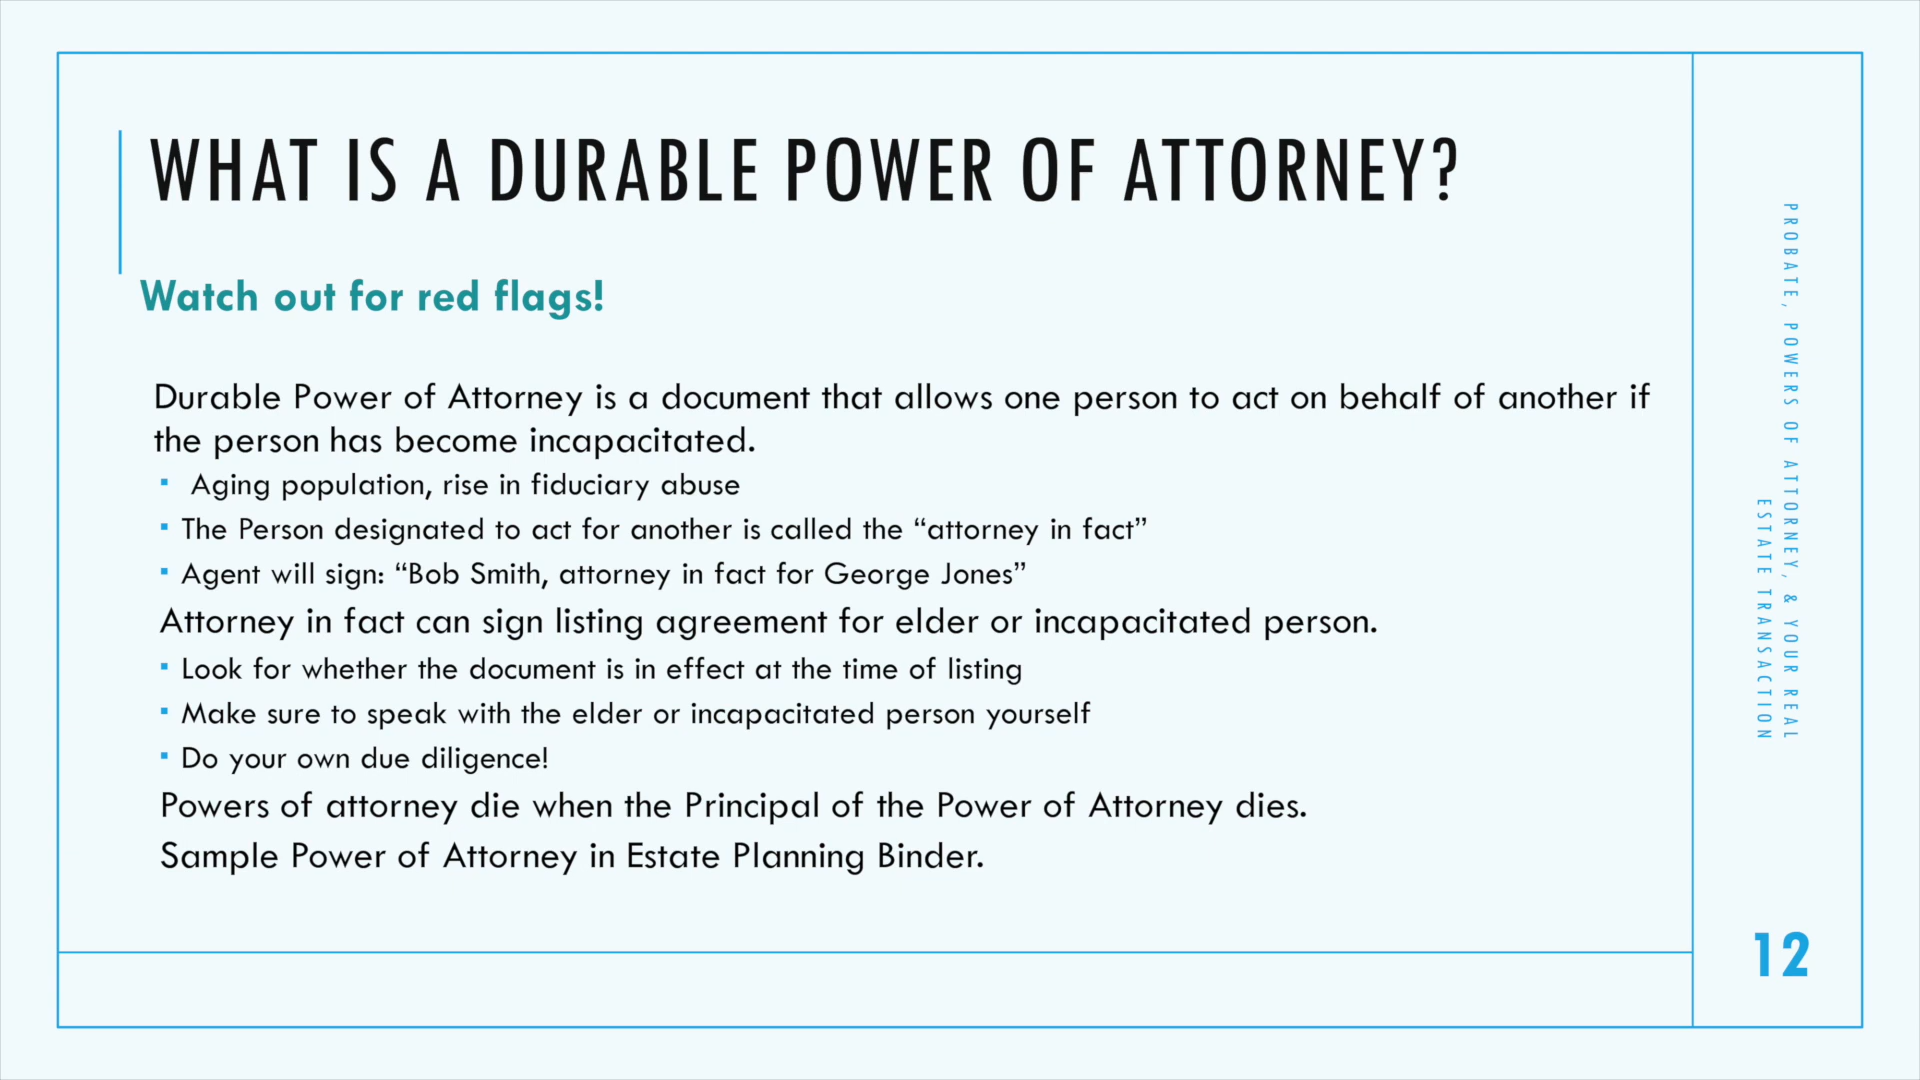 WHAT IS A DURABLE POWER OF ATTORNEY?
Watch out for red flags!
Durable Power of Attorney is a document that allows one person to act on behalf of another if
the person has become incapacitated.
▪ Aging population, rise in fiduciary abuse
▪ The Person designated to act for another is called the “attorney in fact”
▪ Agent will sign: “Bob Smith, attorney in fact for George Jones”
Attorney in fact can sign listing agreement for elder or incapacitated person.
▪ Look for whether the document is in effect at the time of listing
▪ Make sure to speak with the elder or incapacitated person yourself
▪ Do your own due diligence!
Powers of attorney die when the Principal of the Power of Attorney dies.
Sample Power of Attorney in Estate Planning Binder.
PROBATE, POWERS OF ATTORNEY, & YOUR REAL
ESTATE TRANSACTION
12